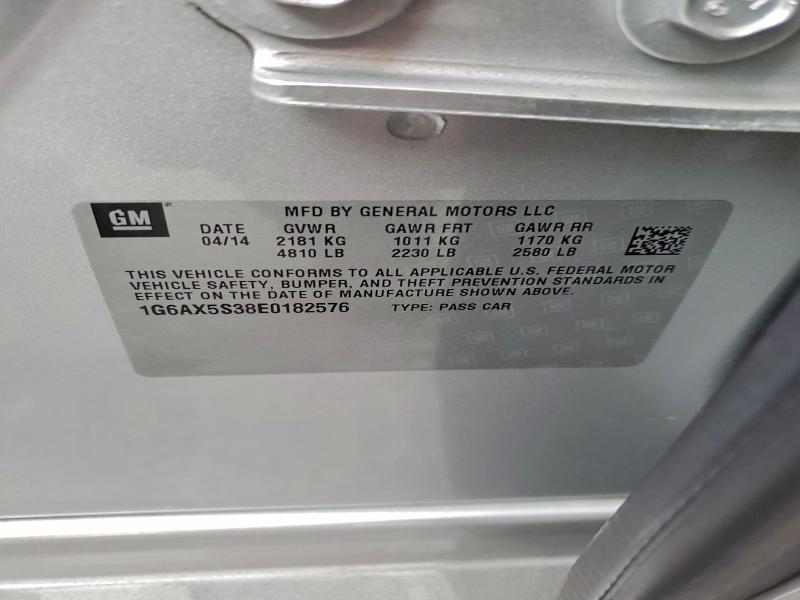 GM
MFD BY GENERAL MOTORS LLC
DATE GVWR GAWR FRT GAWR RR
04/14 2181 KG 1011 KG 1170 KG
4810 LB 2230 LB 2580 LB
THIS VEHICLE CONFORMS TO ALL APPLICABLE U.S. FEDERAL MOTOR
VEHICLE SAFETY, BUMPER, AND THEFT PREVENTION STANDARDS IN
EFFECT ON THE DATE OF MANUFACTURE SHOWN ABOVE.
1G6AX5S38E0182576 TYPE: PASS CAR